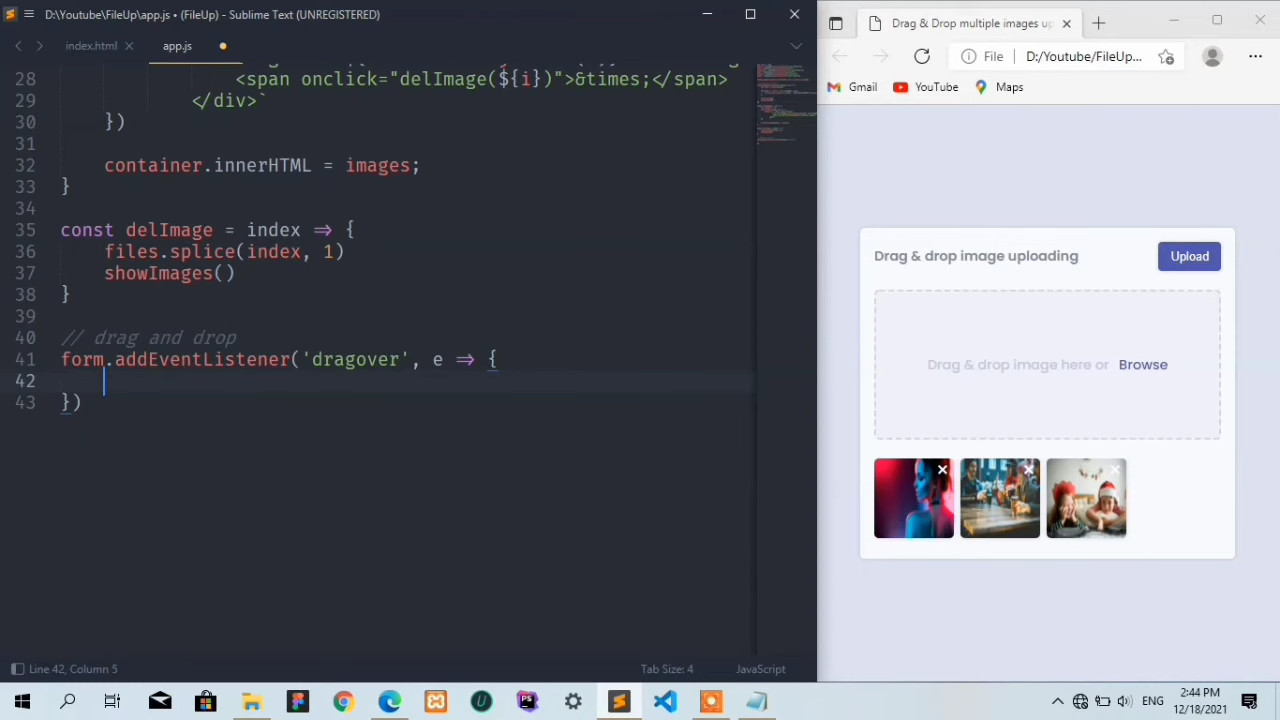 D:\Youtube\FileUp\app.js • (FileUp) - Sublime Text (UNREGISTERED)
index.html
app.js
28 <span onclick="delImage(${i})">&times;</span>
29 </div>`
30 })
31
32 container.innerHTML = images;
33 }
34
35 const delImage = index => {
36 files.splice(index, 1)
37 showImages()
38 }
39
40 // drag and drop
41 form.addEventListener('dragover', e => {
42
43 })
Line 42, Column 5
Tab Size: 4
JavaScript
Drag & Drop multiple images up
File
D:/Youtube/FileUp...
Gmail
YouTube
Maps
Drag & drop image uploading
Upload
Drag & drop image here or Browse
ENG
2:44 PM
12/18/2021